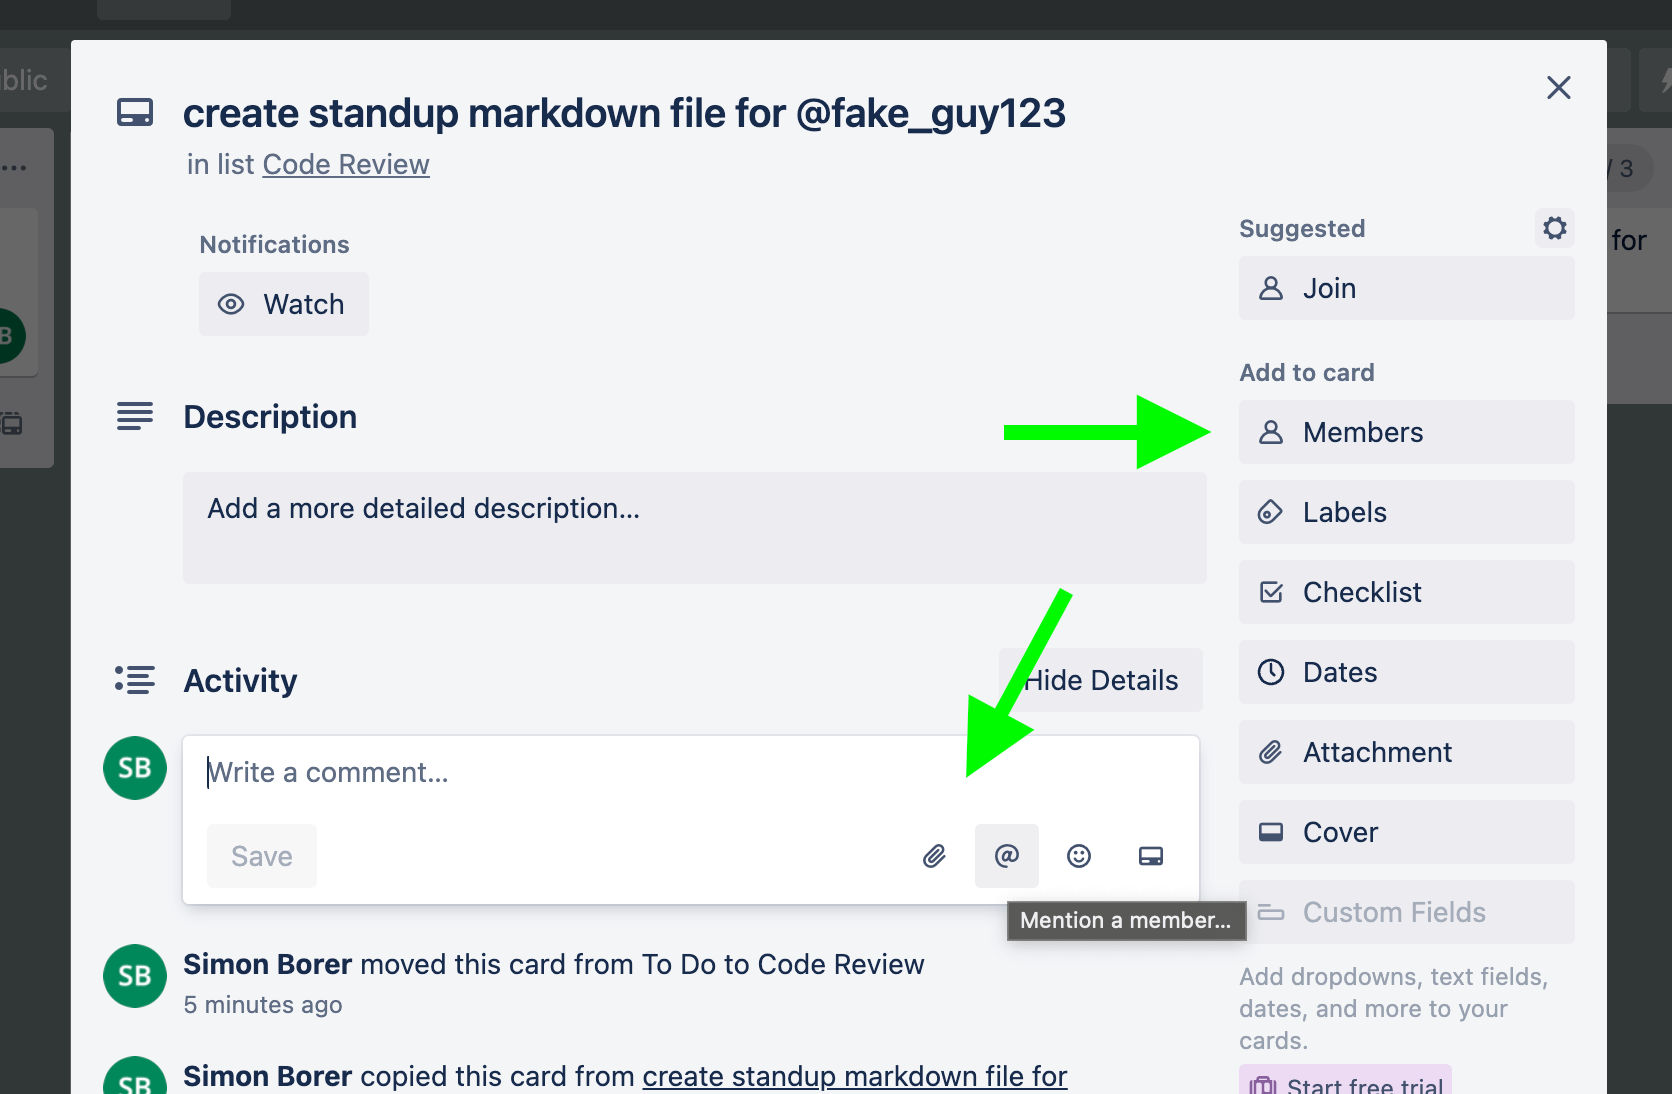 blic
create standup markdown file for @fake_guy123
in list Code Review
/ 3
Notifications
Watch
Suggested
Join
for
B
Add to card
Members
Labels
Checklist
Dates
Attachment
Cover
Custom Fields
Add dropdowns, text fields,
dates, and more to your
cards.
Start free trial
Description
Add a more detailed description...
Activity
Hide Details
SB
Write a comment...
Save
@
Mention a member...
SB
Simon Borer moved this card from To Do to Code Review
5 minutes ago
SB
Simon Borer copied this card from create standup markdown file for